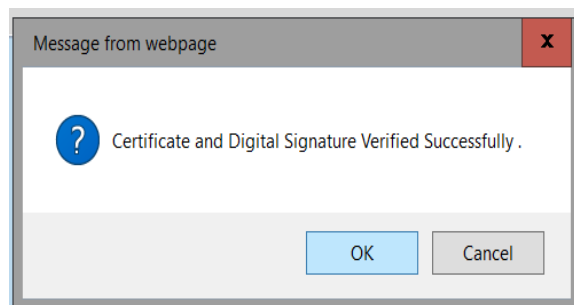 Message from webpage
x
?
Certificate and Digital Signature Verified Successfully .
OK
Cancel